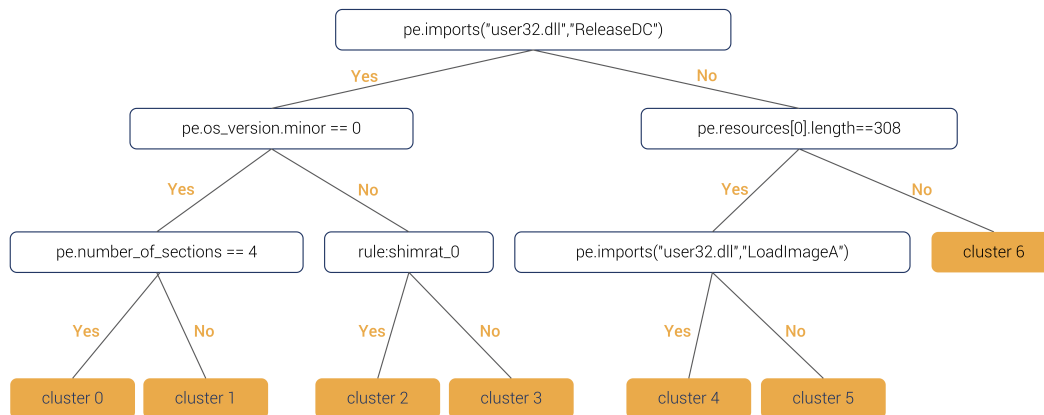 pe.imports("user32.dll","ReleaseDC")
Yes
No
pe.os_version.minor == 0
pe.resources[0].length==308
Yes
No
Yes
No
pe.number_of_sections == 4
rule:shimrat_0
pe.imports("user32.dll","LoadImageA")
cluster 6
Yes
No
Yes
No
Yes
No
cluster 0
cluster 1
cluster 2
cluster 3
cluster 4
cluster 5